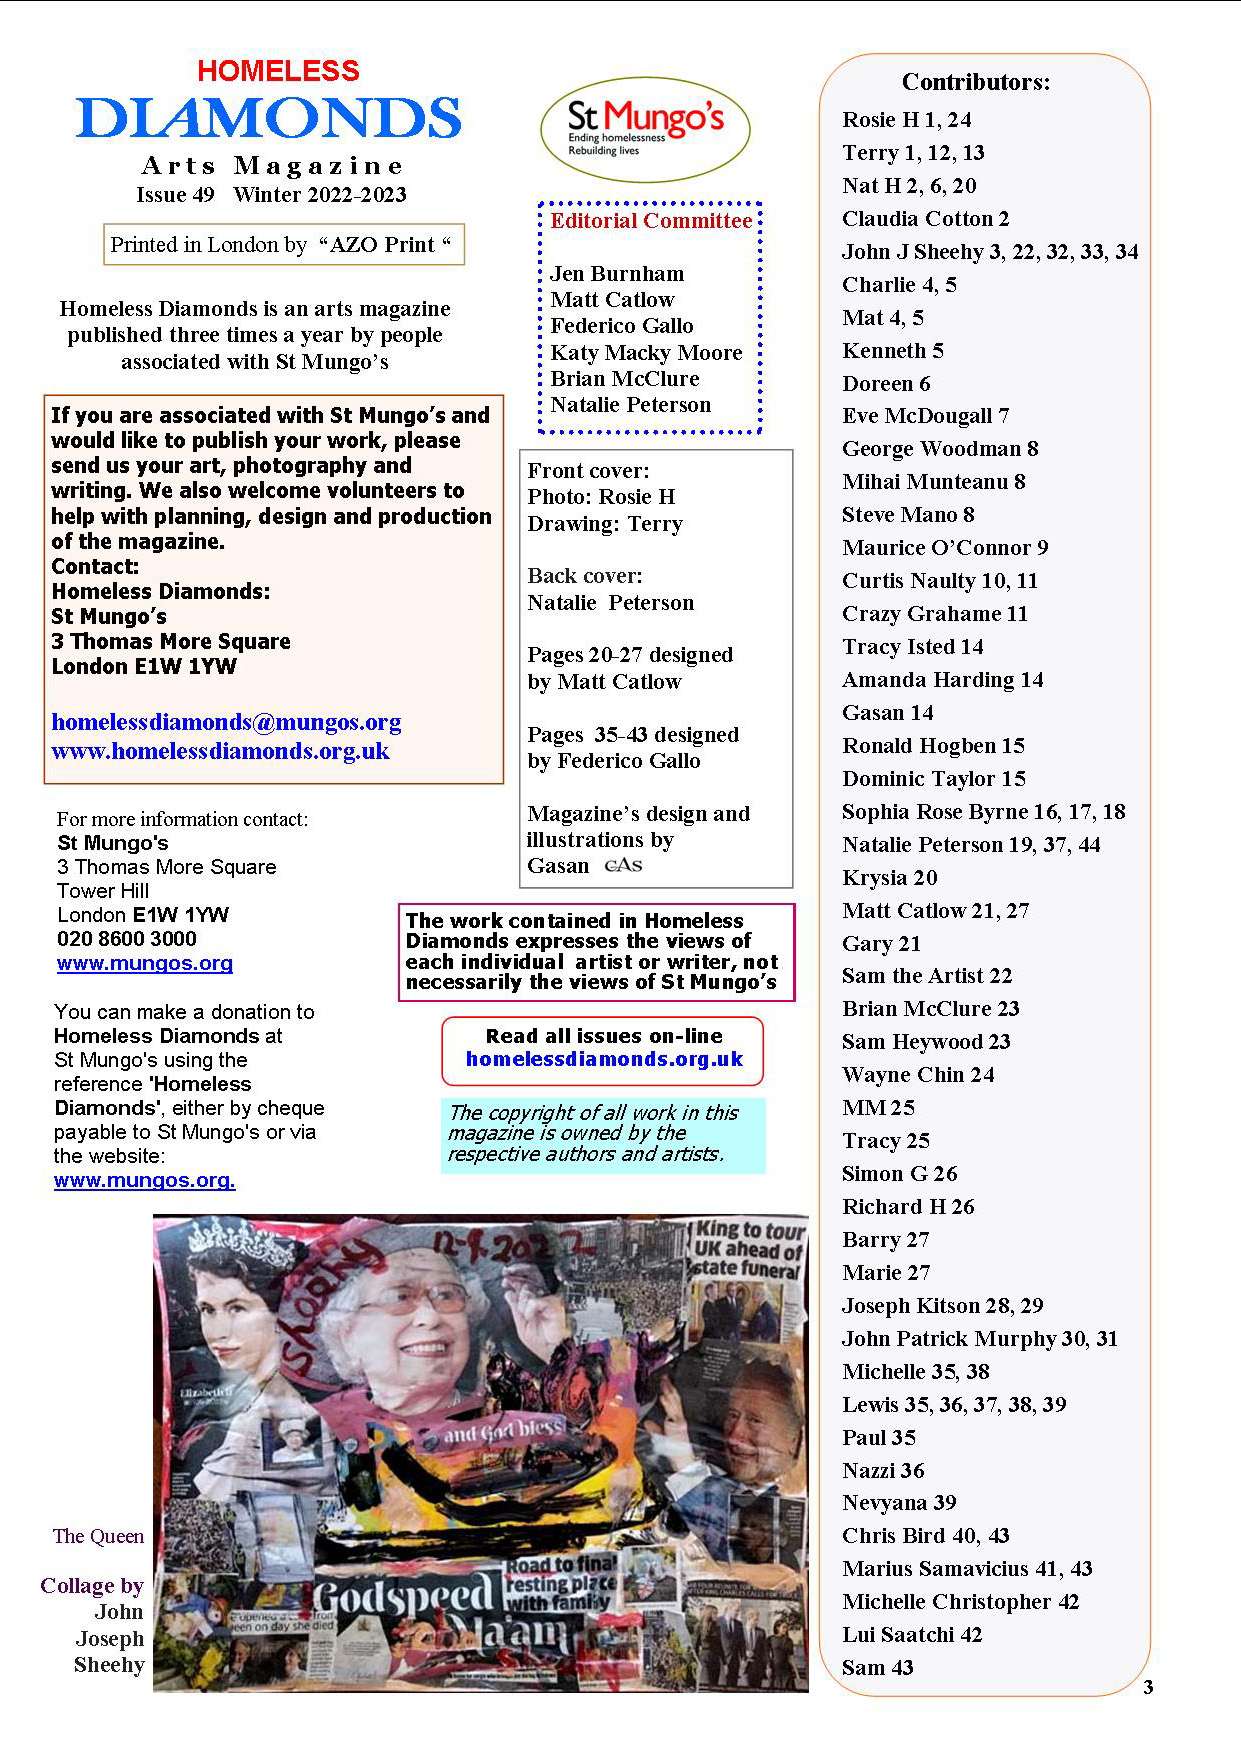 HOMELESS
DIAMONDS
Arts Magazine
Issue 49 Winter 2022-2023
Printed in London by “AZO Print “
Homeless Diamonds is an arts magazine
published three times a year by people
associated with St Mungo’s
If you are associated with St Mungo’s and
would like to publish your work, please
send us your art, photography and
writing. We also welcome volunteers to
help with planning, design and production
of the magazine.
Contact:
Homeless Diamonds:
St Mungo’s
3 Thomas More Square
London E1W 1YW
homelessdiamonds@mungos.org
www.homelessdiamonds.org.uk
For more information contact:
St Mungo's
3 Thomas More Square
Tower Hill
London E1W 1YW
020 8600 3000
www.mungos.org
You can make a donation to
Homeless Diamonds at
St Mungo's using the
reference 'Homeless
Diamonds', either by cheque
payable to St Mungo's or via
the website:
www.mungos.org.
St Mungo’s
Ending homelessness
Rebuilding lives
Editorial Committee
Jen Burnham
Matt Catlow
Federico Gallo
Katy Macky Moore
Brian McClure
Natalie Peterson
Front cover:
Photo: Rosie H
Drawing: Terry
Back cover:
Natalie Peterson
Pages 20-27 designed
by Matt Catlow
Pages 35-43 designed
by Federico Gallo
Magazine’s design and
illustrations by
Gasan GAS
The work contained in Homeless
Diamonds expresses the views of
each individual artist or writer, not
necessarily the views of St Mungo’s
Read all issues on-line
homelessdiamonds.org.uk
The copyright of all work in this
magazine is owned by the
respective authors and artists.
The Queen
Collage by
John
Joseph
Sheehy
12-9.2022
King to tour
UK ahead of
state funeral
Elizabeth II
and God bless
Road to final
resting place
with family
Godspeed
Ma'am
een on day she died
Contributors:
Rosie H 1, 24
Terry 1, 12, 13
Nat H 2, 6, 20
Claudia Cotton 2
John J Sheehy 3, 22, 32, 33, 34
Charlie 4, 5
Mat 4, 5
Kenneth 5
Doreen 6
Eve McDougall 7
George Woodman 8
Mihai Munteanu 8
Steve Mano 8
Maurice O’Connor 9
Curtis Naulty 10, 11
Crazy Grahame 11
Tracy Isted 14
Amanda Harding 14
Gasan 14
Ronald Hogben 15
Dominic Taylor 15
Sophia Rose Byrne 16, 17, 18
Natalie Peterson 19, 37, 44
Krysia 20
Matt Catlow 21, 27
Gary 21
Sam the Artist 22
Brian McClure 23
Sam Heywood 23
Wayne Chin 24
MM 25
Tracy 25
Simon G 26
Richard H 26
Barry 27
Marie 27
Joseph Kitson 28, 29
John Patrick Murphy 30, 31
Michelle 35, 38
Lewis 35, 36, 37, 38, 39
Paul 35
Nazzi 36
Nevyana 39
Chris Bird 40, 43
Marius Samavicius 41, 43
Michelle Christopher 42
Lui Saatchi 42
Sam 43
3